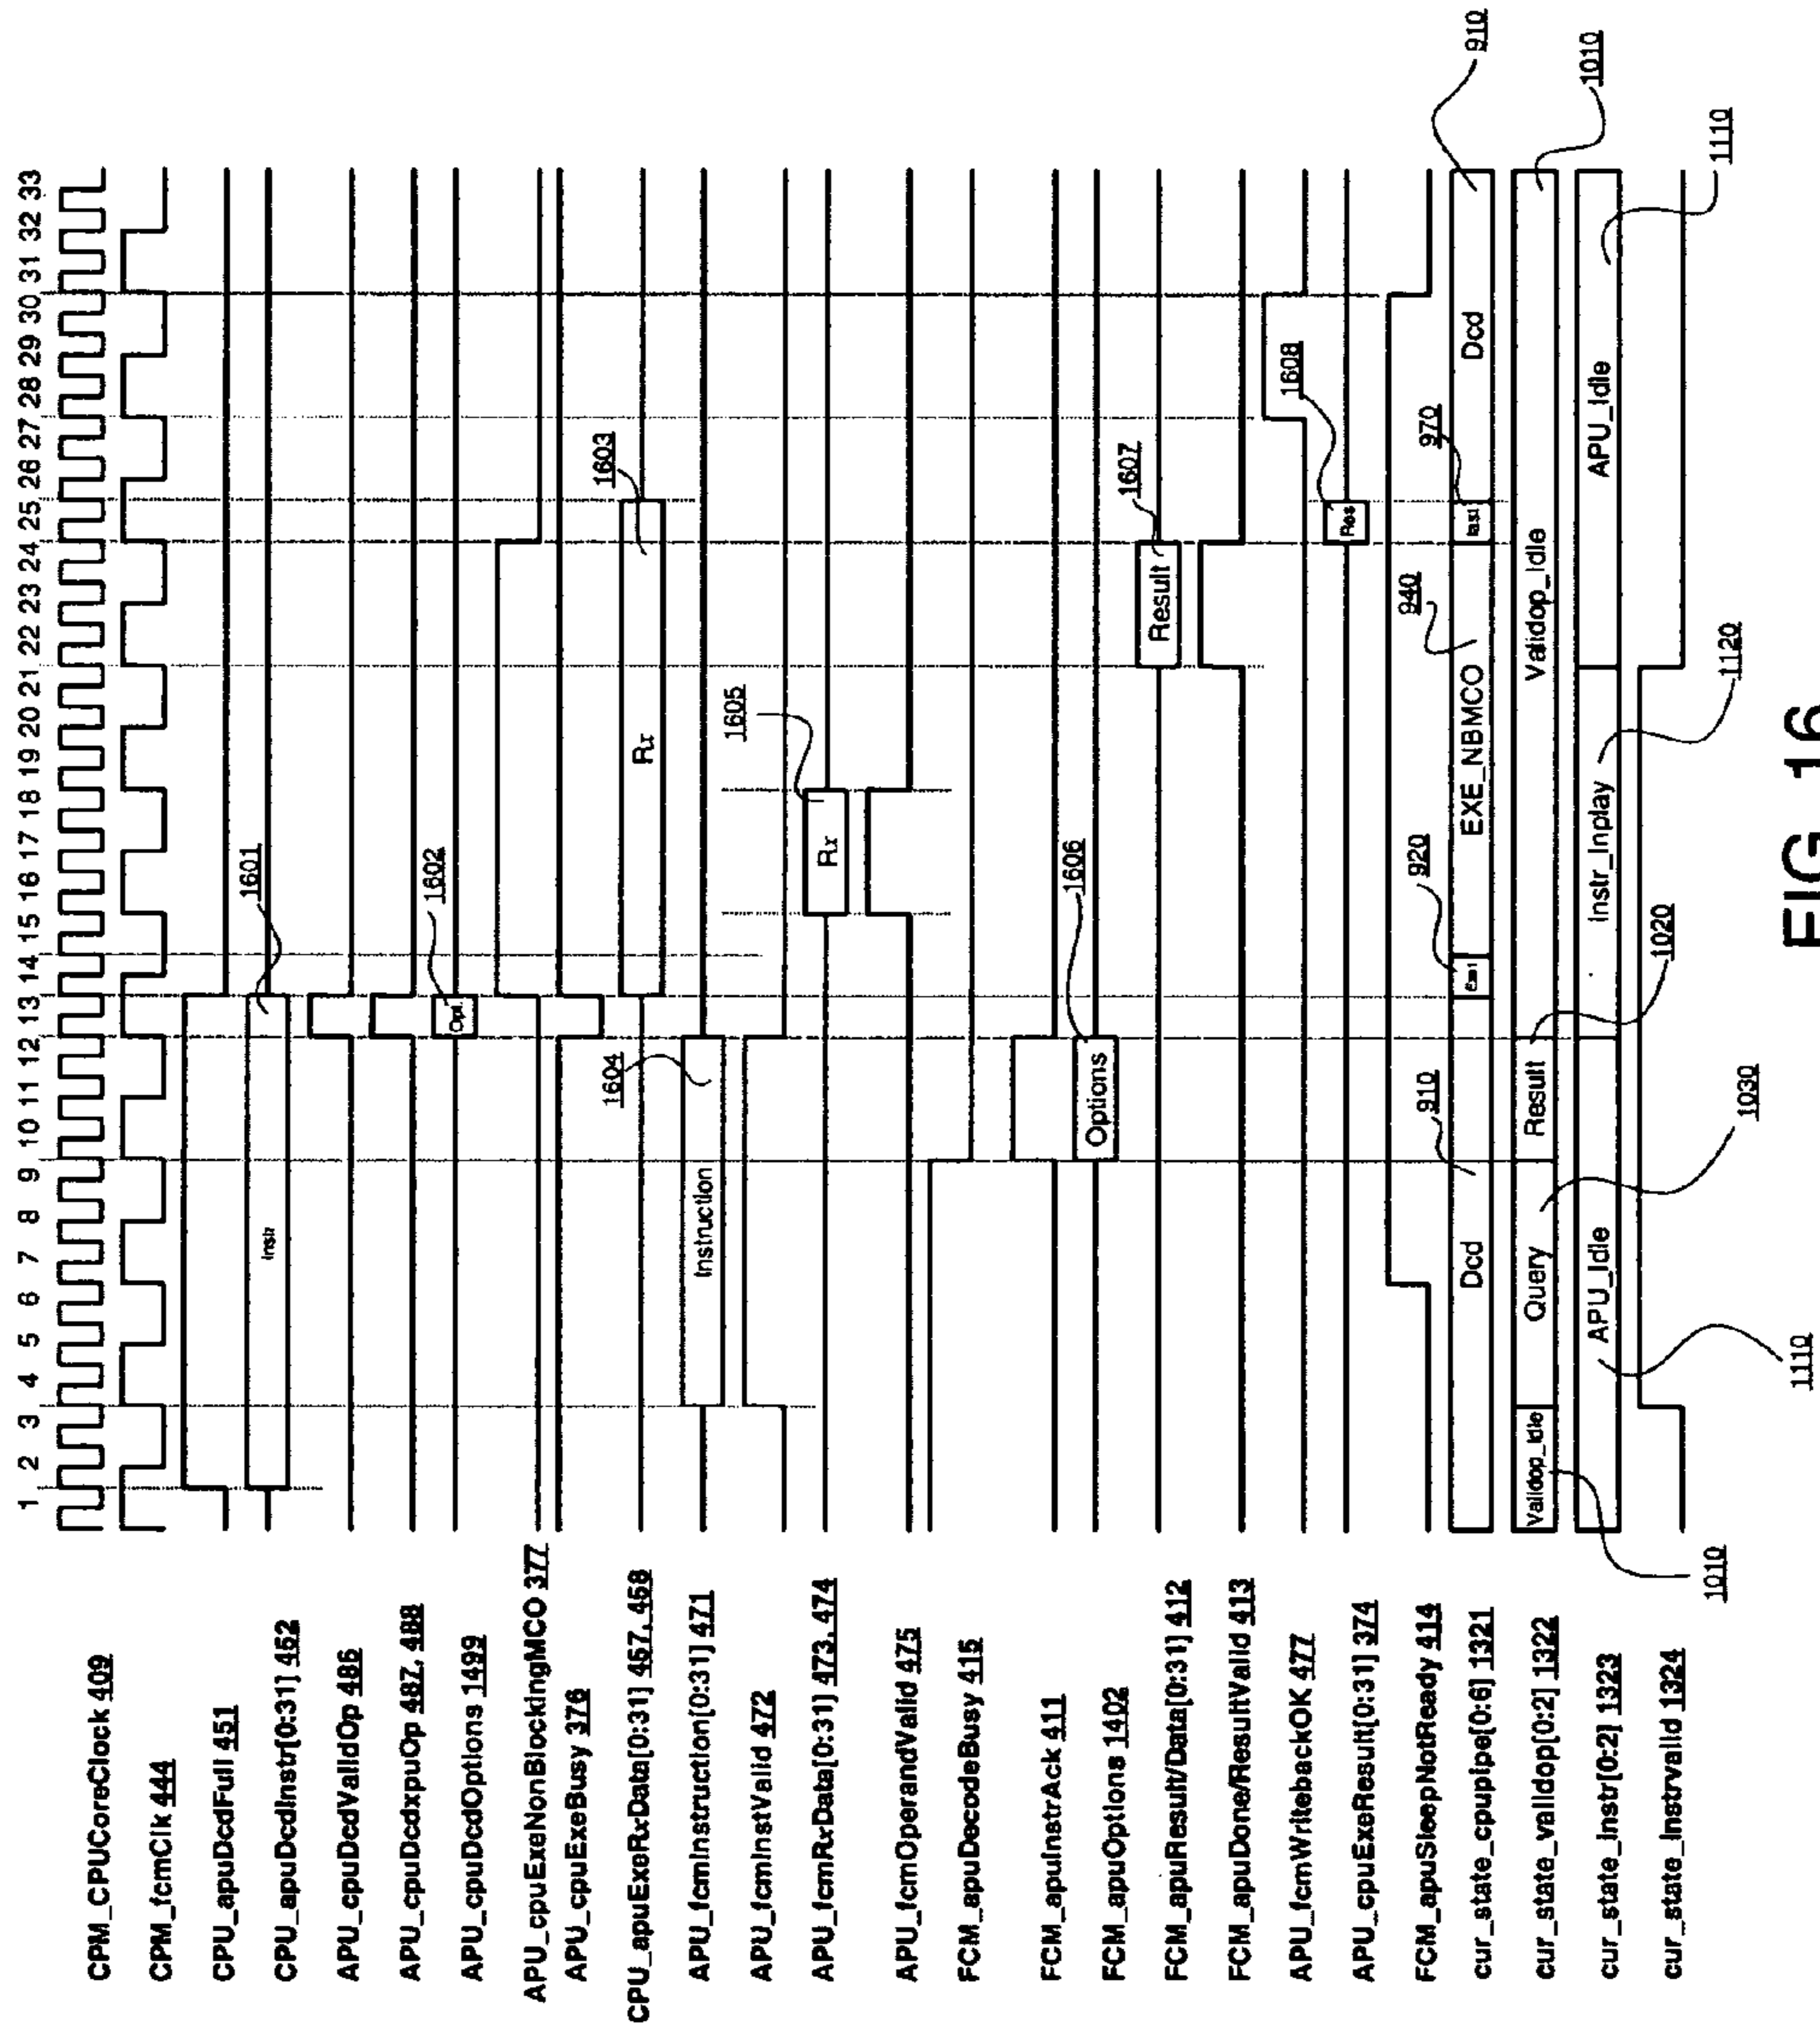 1 2 3 4 5 6 7 8 9 10 11 12 13 14 15 16 17 18 19 20 21 22 23 24 25 26 27 28 29 30 31 32 33
CPM_CPUCoreClock 409
CPM_fcmClk 444
CPU_apuDcdFull 451
CPU_apuDcdInstr[0:31] 452
Instr
1601
APU_cpuDcdValidOp 486
APU_cpuDcdxpuOp 487, 488
APU_cpuDcdOptions 1499
Opt.
1602
APU_cpuExeNonBlockingMCO 377
APU_cpuExeBusy 376
CPU_apuExeRxData[0:31] 457, 458
Rx
1603
APU_fcmInstruction[0:31] 471
Instruction
1604
APU_fcmInstValid 472
APU_fcmRxData[0:31] 473, 474
Rx
1605
APU_fcmOperandValid 475
FCM_apuDecodeBusy 415
FCM_apuInstrAck 411
FCM_apuOptions 1402
Options
1606
FCM_apuResult/Data[0:31] 412
Result
1607
FCM_apuDone/ResultValid 413
APU_fcmWritebackOK 477
APU_cpuExeResult[0:31] 374
Res
1608
FCM_apuSleepNotReady 414
cur_state_cpupipe[0:6] 1321
Dcd
910
Exe1
920
EXE_NBMCO
940
last
970
Dcd
910
cur_state_validop[0:2] 1322
Validop_Idle
1010
Query
1030
Result
1020
Validop_Idle
1010
cur_state_instr[0:2] 1323
APU_Idle
1110
Instr_Inplay
1120
APU_Idle
1110
cur_state_instrvalid 1324
FIG. 16